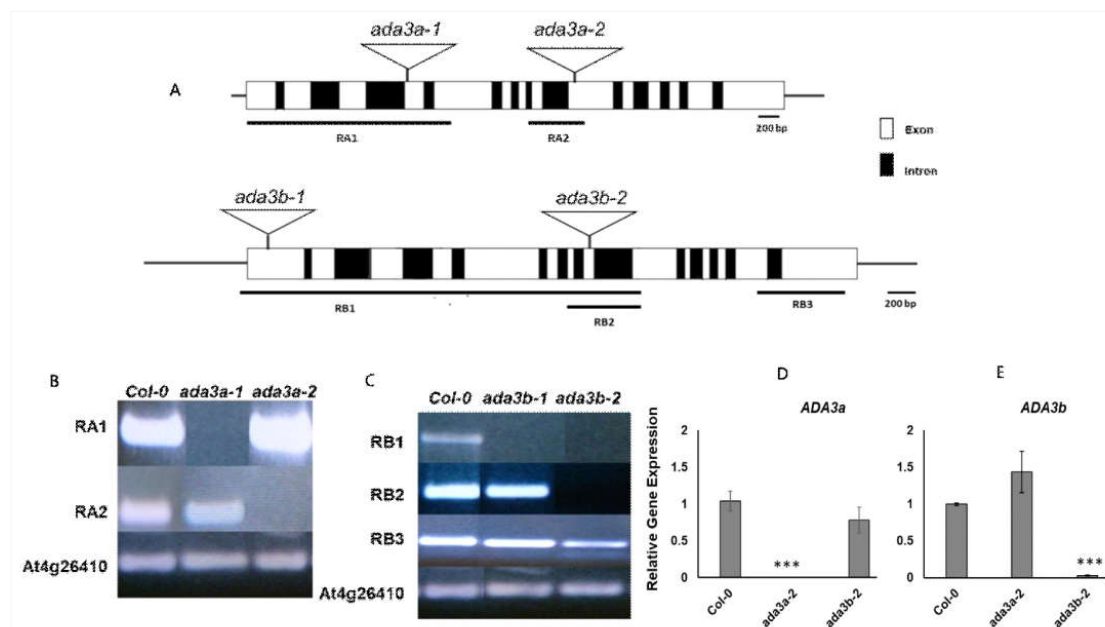 ada3a-1 ada3a-2
A
200 bp
RA1 RA2
Exon
Intron
ada3b-1 ada3b-2
RB1 RB2 RB3 200 bp
B
Col-0 ada3a-1 ada3a-2
RA1
RA2
At4g26410
C
Col-0 ada3b-1 ada3b-2
RB1
RB2
RB3
At4g26410
D
ADA3a
Relative Gene Expression
2
1.5
1
0.5
0
***
Col-0 ada3a-2 ada3b-2
E
ADA3b
2
1.5
1
0.5
0
***
Col-0 ada3a-2 ada3b-2